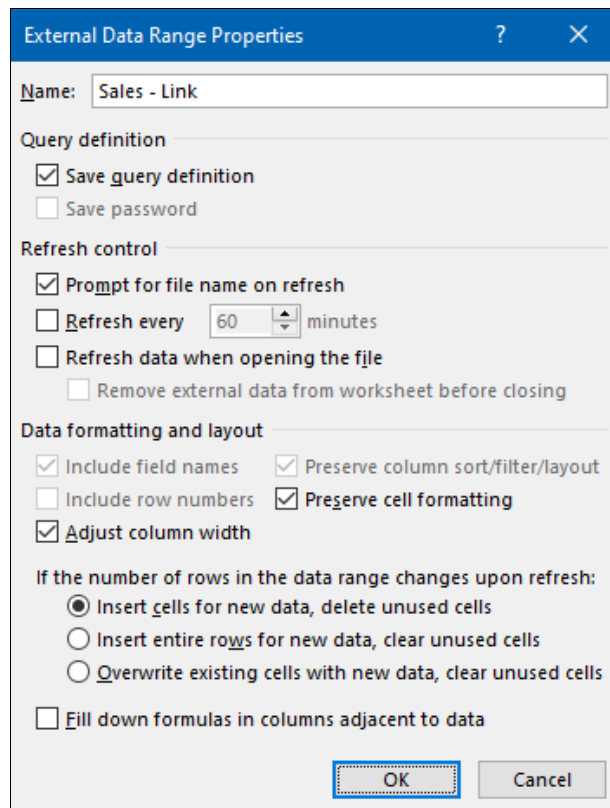 External Data Range Properties ? ×
Name: Sales - Link
Query definition
Save query definition
Save password
Refresh control
Prompt for file name on refresh
Refresh every 60 minutes
Refresh data when opening the file
Remove external data from worksheet before closing
Data formatting and layout
Include field names Preserve column sort/filter/layout
Include row numbers Preserve cell formatting
Adjust column width
If the number of rows in the data range changes upon refresh:
Insert cells for new data, delete unused cells
Insert entire rows for new data, clear unused cells
Overwrite existing cells with new data, clear unused cells
Fill down formulas in columns adjacent to data
OK Cancel